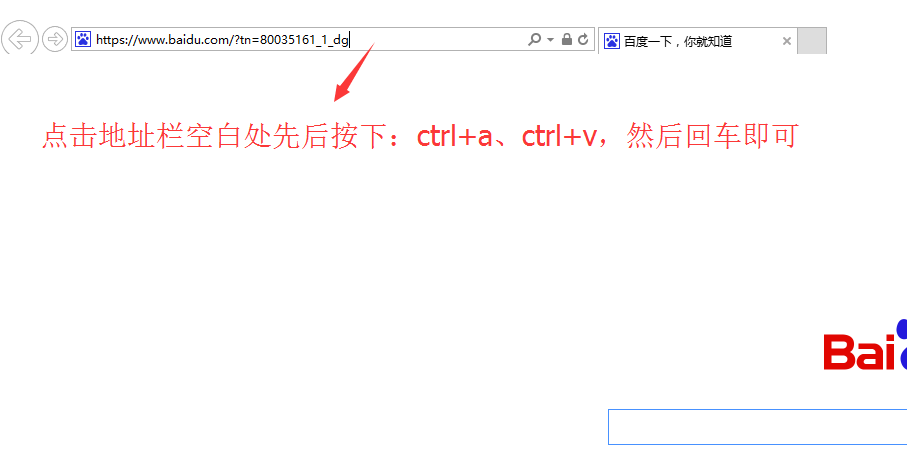 https://www.baidu.com/?tn=80035161_1_dg
百度一下，你就知道
点击地址栏空白处先后按下：ctrl+a、ctrl+v，然后回车即可
Bai